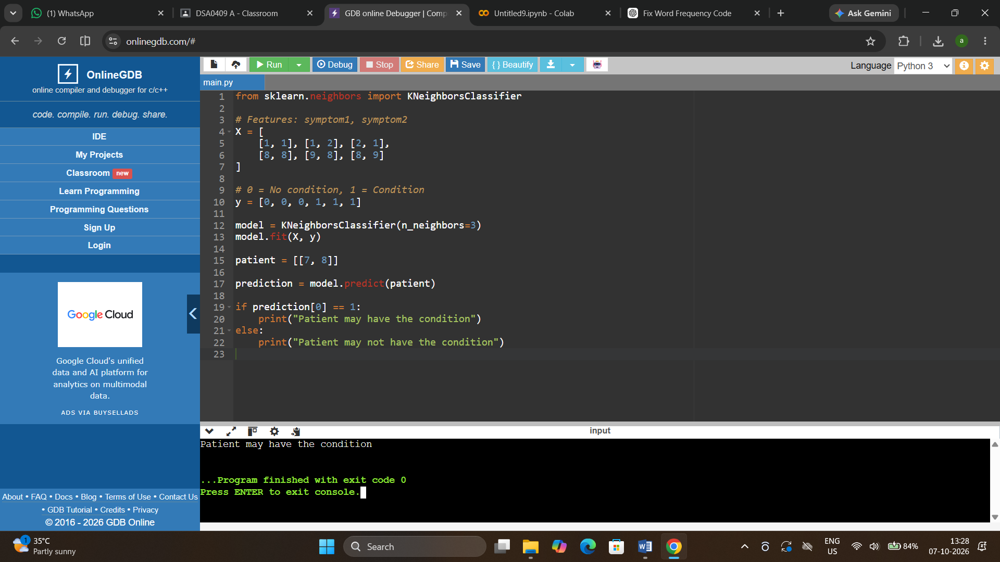 (1) WhatsApp
DSA0409 A - Classroom
GDB online Debugger | Comp
Untitled9.ipynb - Colab
Fix Word Frequency Code
Ask Gemini
onlinegdb.com/#
a
OnlineGDB
online compiler and debugger for c/c++
code. compile. run. debug. share.
IDE
My Projects
Classroom new
Learn Programming
Programming Questions
Sign Up
Login
Google Cloud
Google Cloud's unified
data and AI platform for
analytics on multimodal
data.
ADS VIA BUYSELLADS
About • FAQ • Docs • Blog • Terms of Use • Contact Us
• GDB Tutorial • Credits • Privacy
© 2016 - 2026 GDB Online
Run
Debug
Stop
Share
Save
{ } Beautify
Language Python 3
main.py
1 from sklearn.neighbors import KNeighborsClassifier
2
3 # Features: symptom1, symptom2
4 X = [
5     [1, 1], [1, 2], [2, 1],
6     [8, 8], [9, 8], [8, 9]
7 ]
8
9 # 0 = No condition, 1 = Condition
10 y = [0, 0, 0, 1, 1, 1]
11
12 model = KNeighborsClassifier(n_neighbors=3)
13 model.fit(X, y)
14
15 patient = [[7, 8]]
16
17 prediction = model.predict(patient)
18
19 if prediction[0] == 1:
20     print("Patient may have the condition")
21 else:
22     print("Patient may not have the condition")
23
input
Patient may have the condition
...Program finished with exit code 0
Press ENTER to exit console.
1
35°C
Partly sunny
Search
ENG
US
84%
13:28
07-10-2026